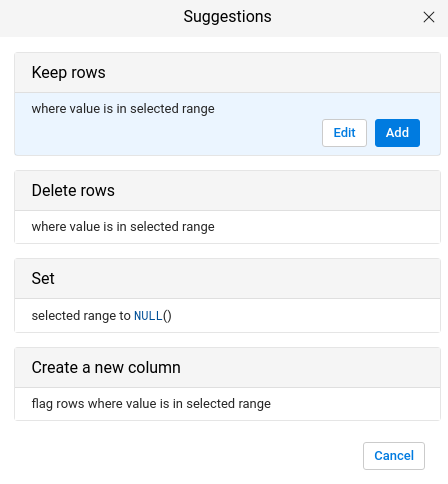 Suggestions
Keep rows
where value is in selected range
Edit
Add
Delete rows
where value is in selected range
Set
selected range to NULL()
Create a new column
flag rows where value is in selected range
Cancel